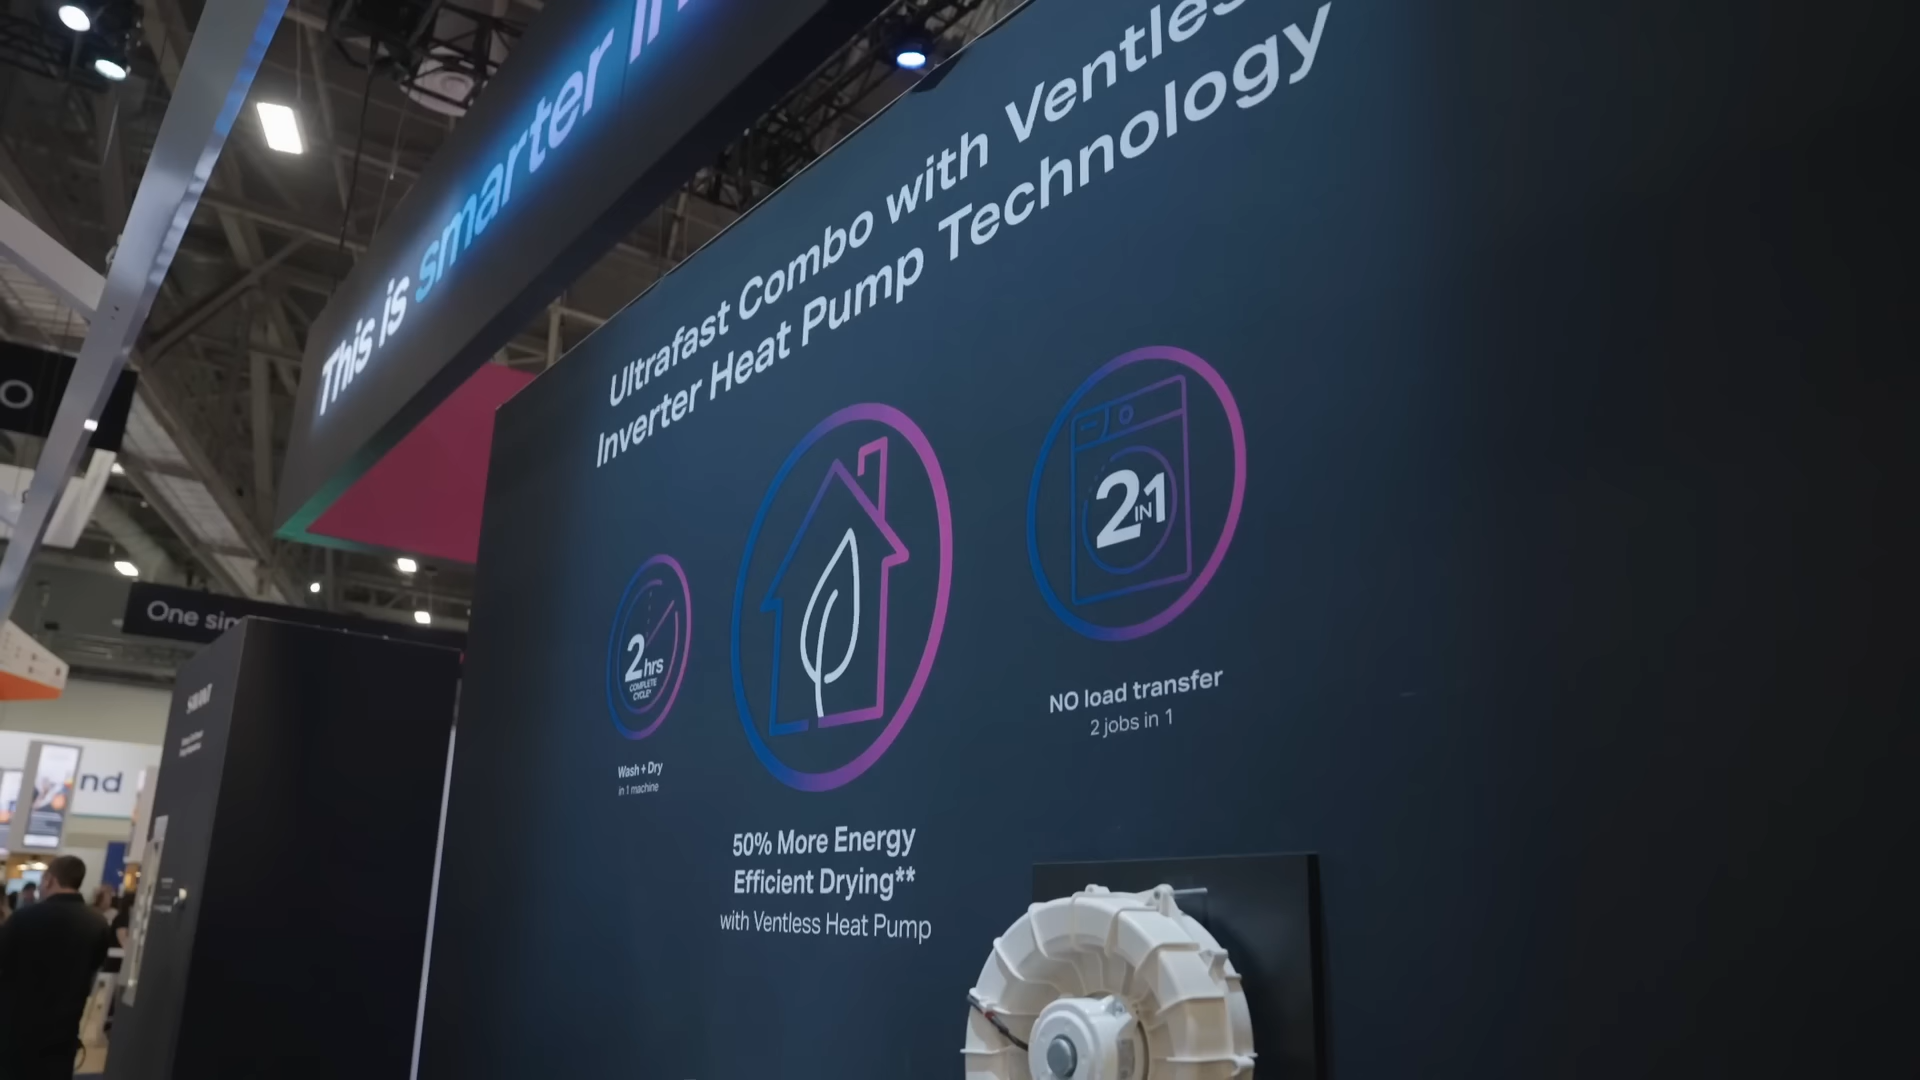 This is smarter
Ultrafast Combo with Ventless
Inverter Heat Pump Technology
2 hrs
COMPLETE
CYCLE*
Wash + Dry
in 1 machine
50% More Energy
Efficient Drying**
with Ventless Heat Pump
2 IN 1
NO load transfer
2 jobs in 1
One
nd